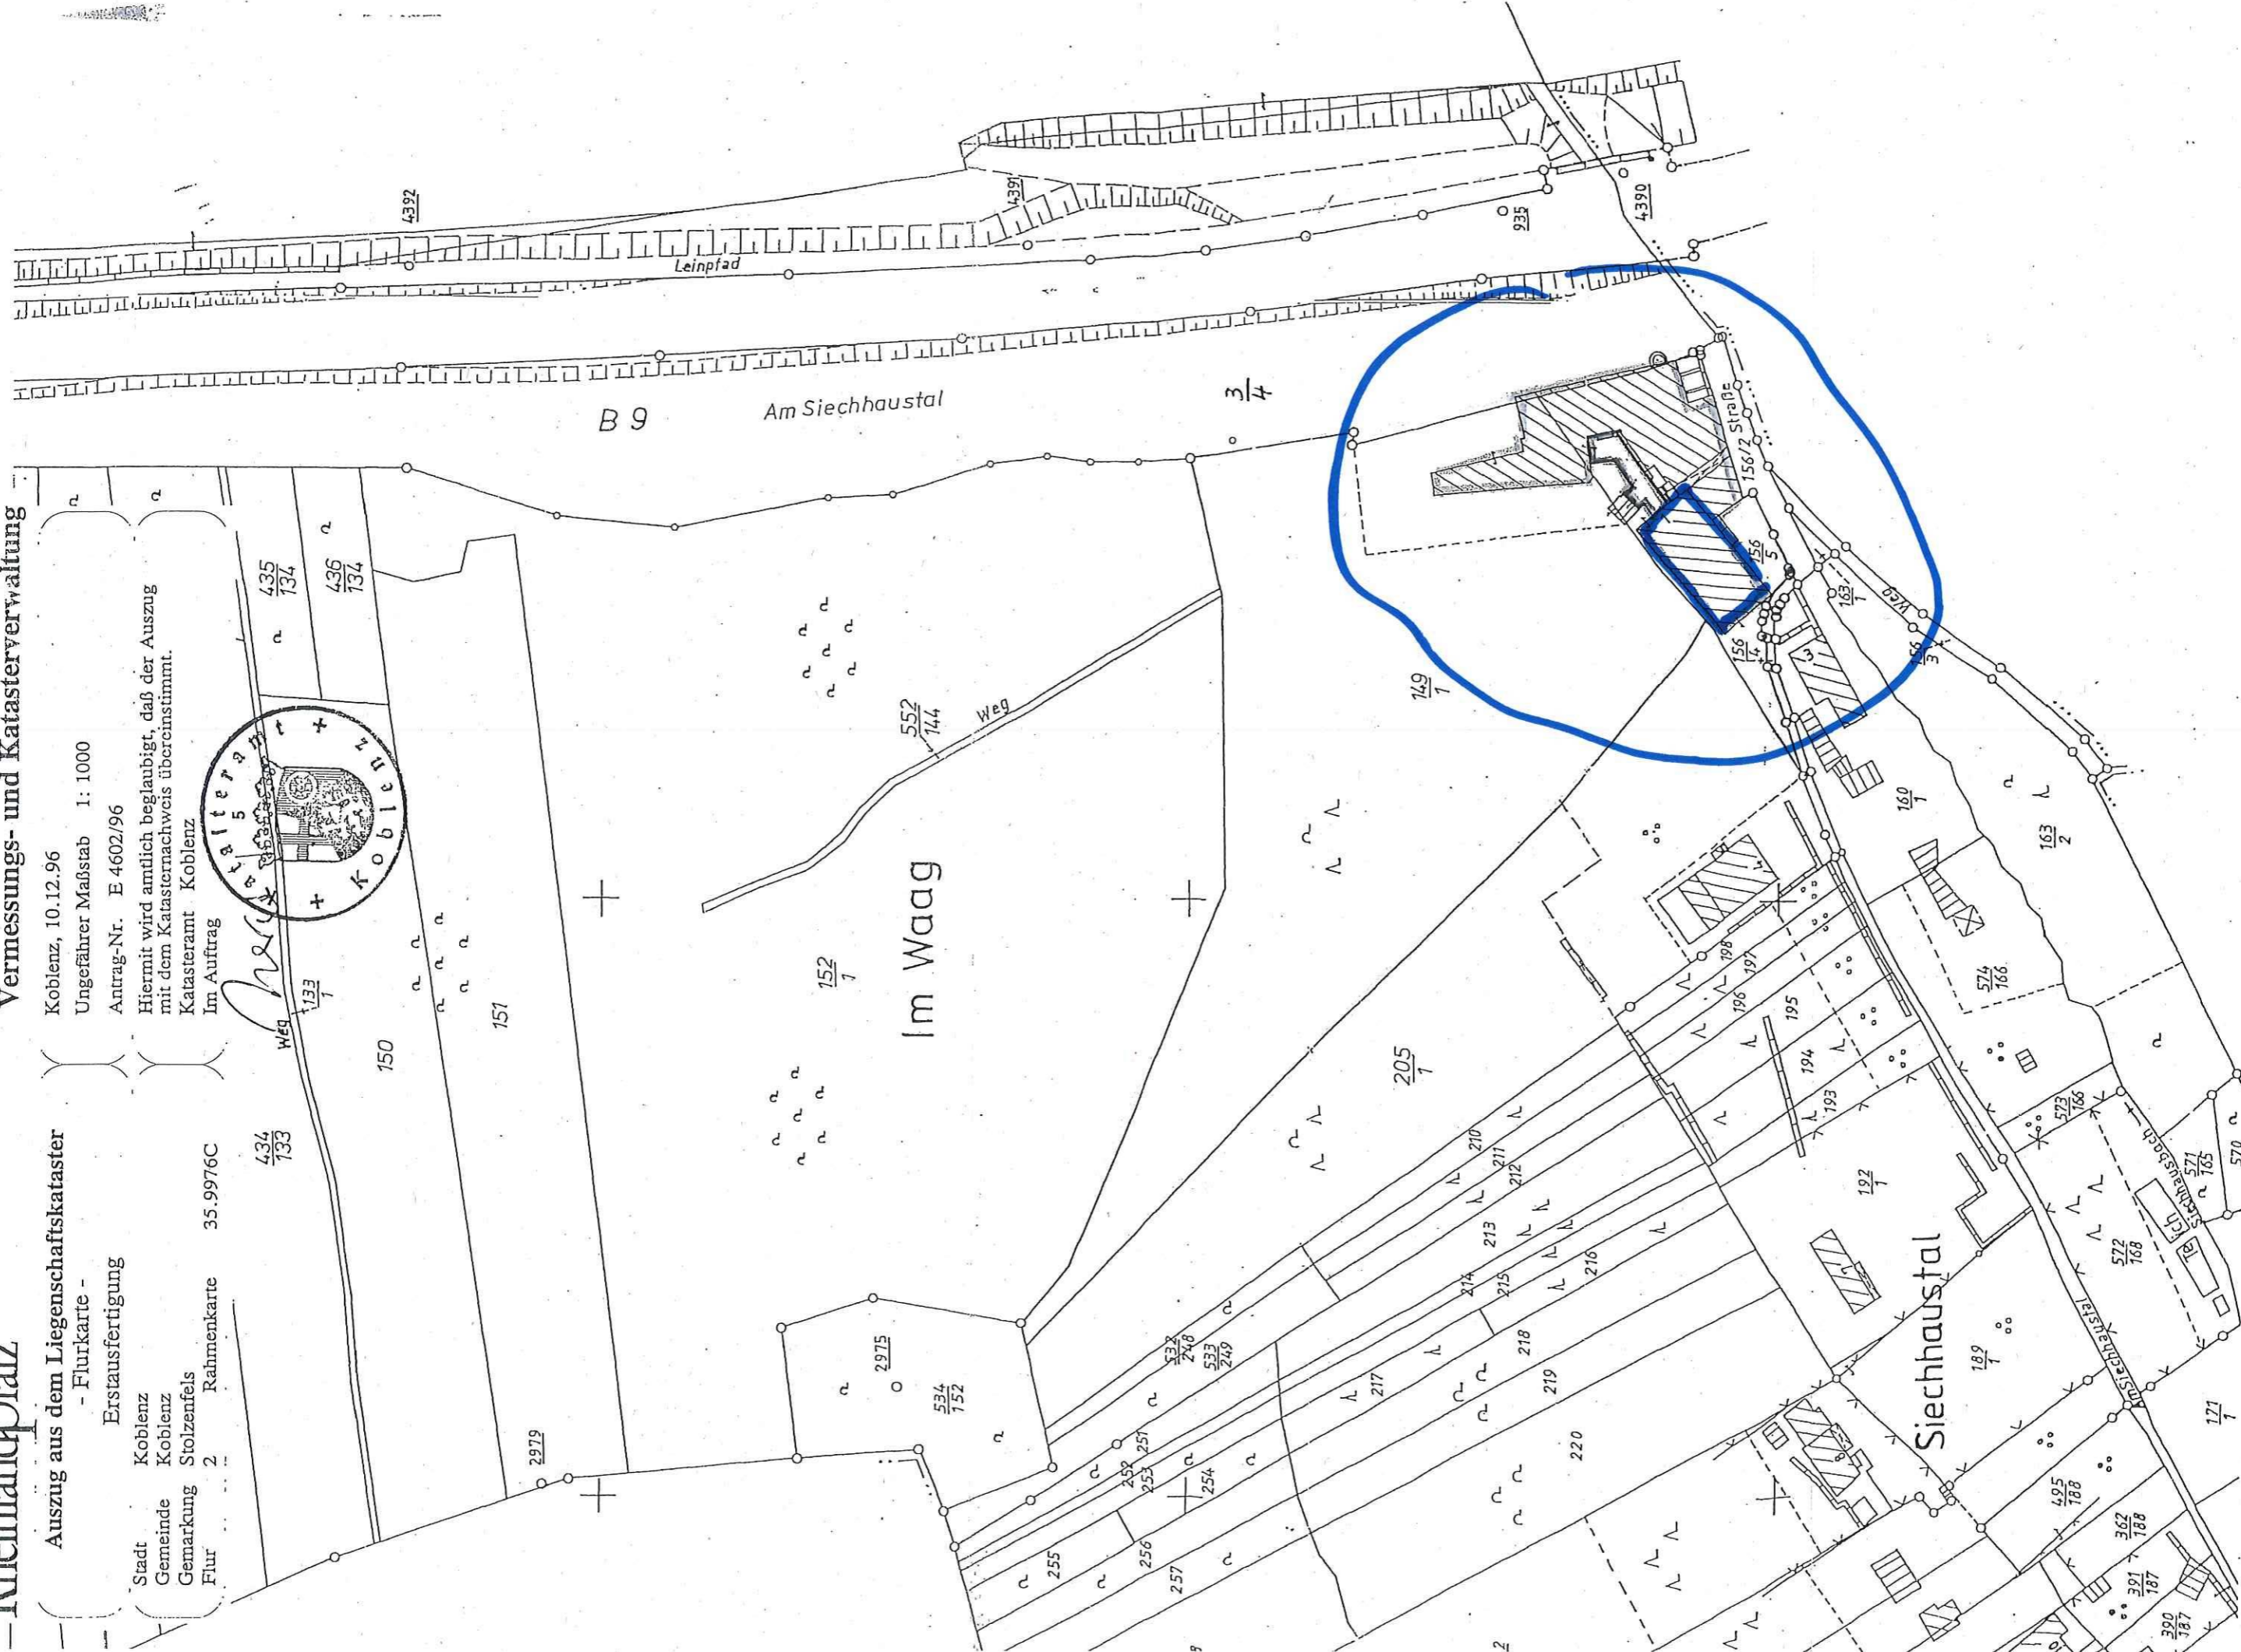 Rheinland-Pfalz
Vermessungs- und Katasterverwaltung
Auszug aus dem Liegenschaftskataster
- Flurkarte -
Erstausfertigung
Stadt Koblenz
Gemeinde Koblenz
Gemarkung Stolzenfels
Flur 2 Rahmenkarte 35.9976C
Koblenz, 10.12.96
Ungefährer Maßstab 1: 1000
Antrag-Nr. E 4602/96
Hiermit wird amtlich beglaubigt, daß der Auszug
mit dem Katasternachweis übereinstimmt.
Katasteramt Koblenz
Im Auftrag
Katasteramt zu Koblenz
5
435/134
436/134
Weg
133/1
434/133
150
151
2979
4392
4391
Leinpfad
935
4390
B 9
Am Siechhaustal
3/4
552/144
Weg
152/1
Im Waag
149/1
Straße
156/2
156/5
156/4
163/1
Weg
156/3
3
160/1
163/2
205/1
198
197
196
195
194
193
574/166
573/166
210
211
212
213
214
215
216
217
218
219
220
192/1
Siechhaustal
189/1
Siechhausbach
571/165
570
Teich
572/168
Am Siechhaustal
171/1
495/188
362/188
391/187
390/187
2975
534/152
532/248
533/249
251
252
253
254
255
256
257